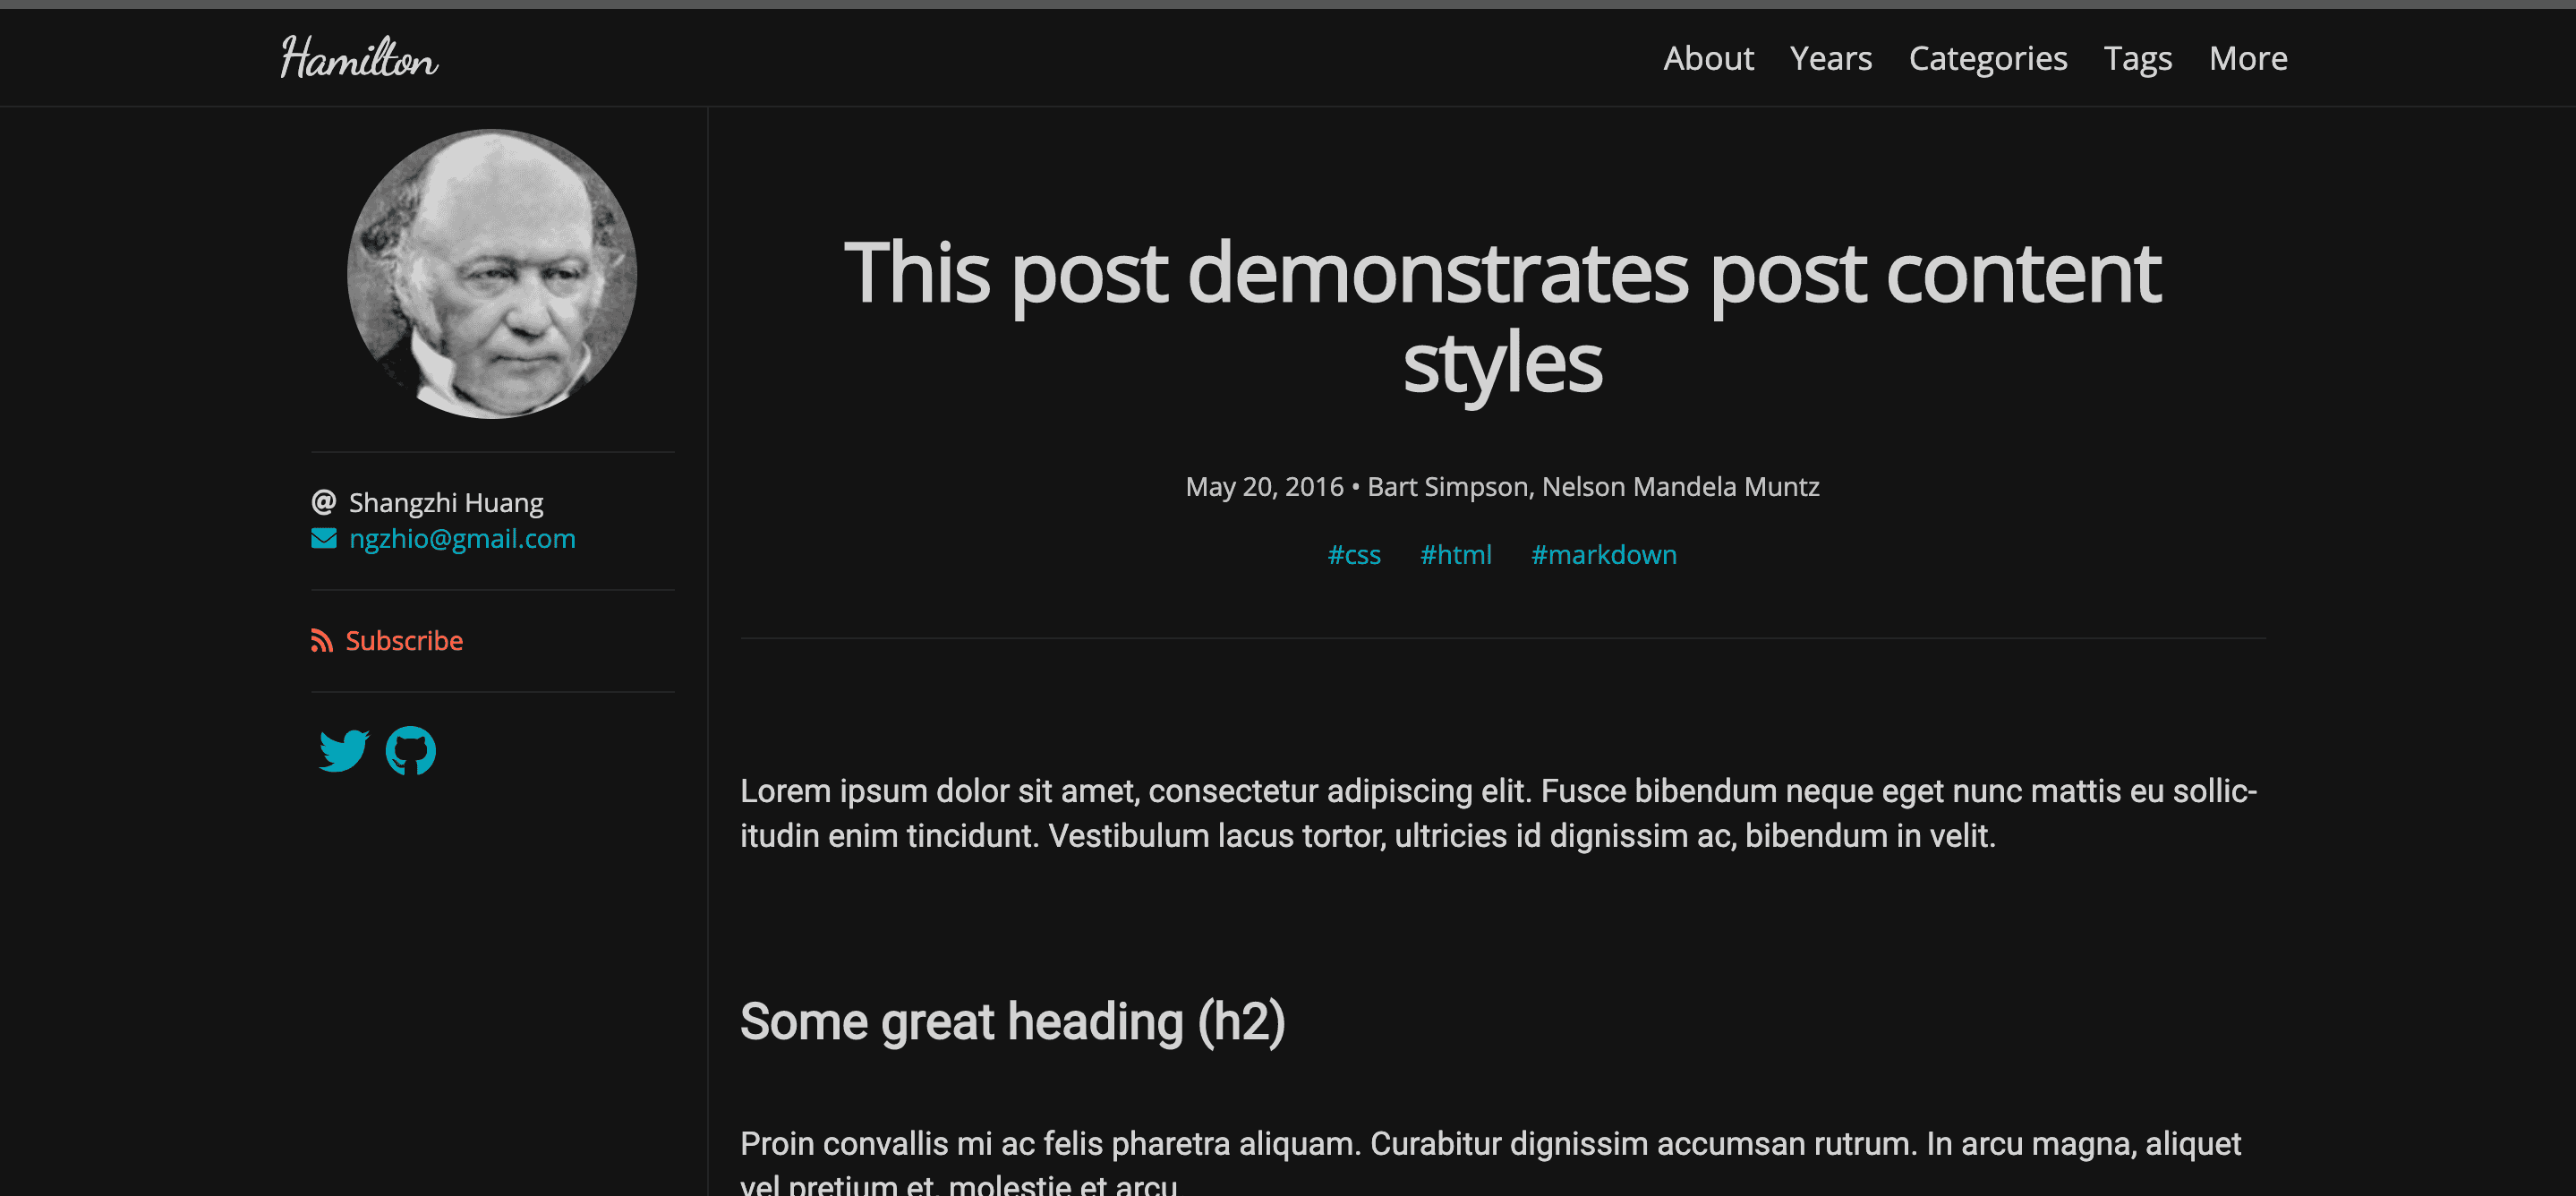 Hamilton
About Years Categories Tags More
@ Shangzhi Huang
ngzhio@gmail.com
Subscribe
This post demonstrates post content
styles
May 20, 2016 • Bart Simpson, Nelson Mandela Muntz
#css #html #markdown
Lorem ipsum dolor sit amet, consectetur adipiscing elit. Fusce bibendum neque eget nunc mattis eu sollic-
itudin enim tincidunt. Vestibulum lacus tortor, ultricies id dignissim ac, bibendum in velit.
Some great heading (h2)
Proin convallis mi ac felis pharetra aliquam. Curabitur dignissim accumsan rutrum. In arcu magna, aliquet
vel pretium et, molestie et arcu